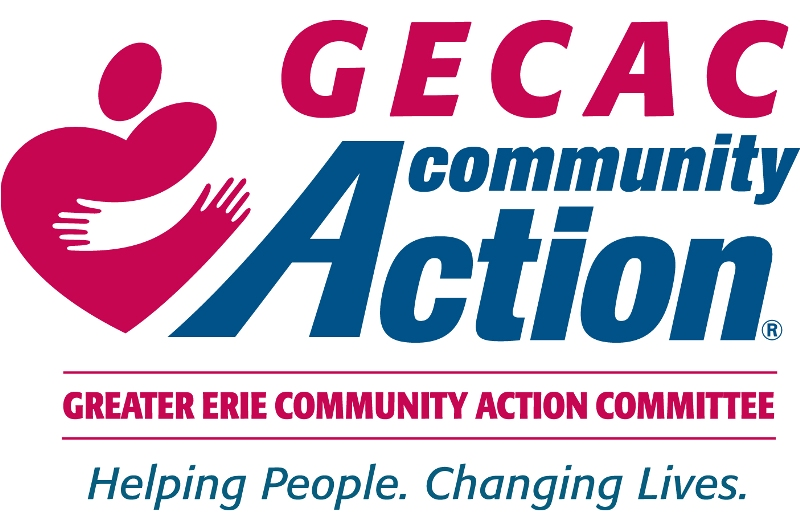 GECAC
community
Action®
GREATER ERIE COMMUNITY ACTION COMMITTEE
Helping People. Changing Lives.